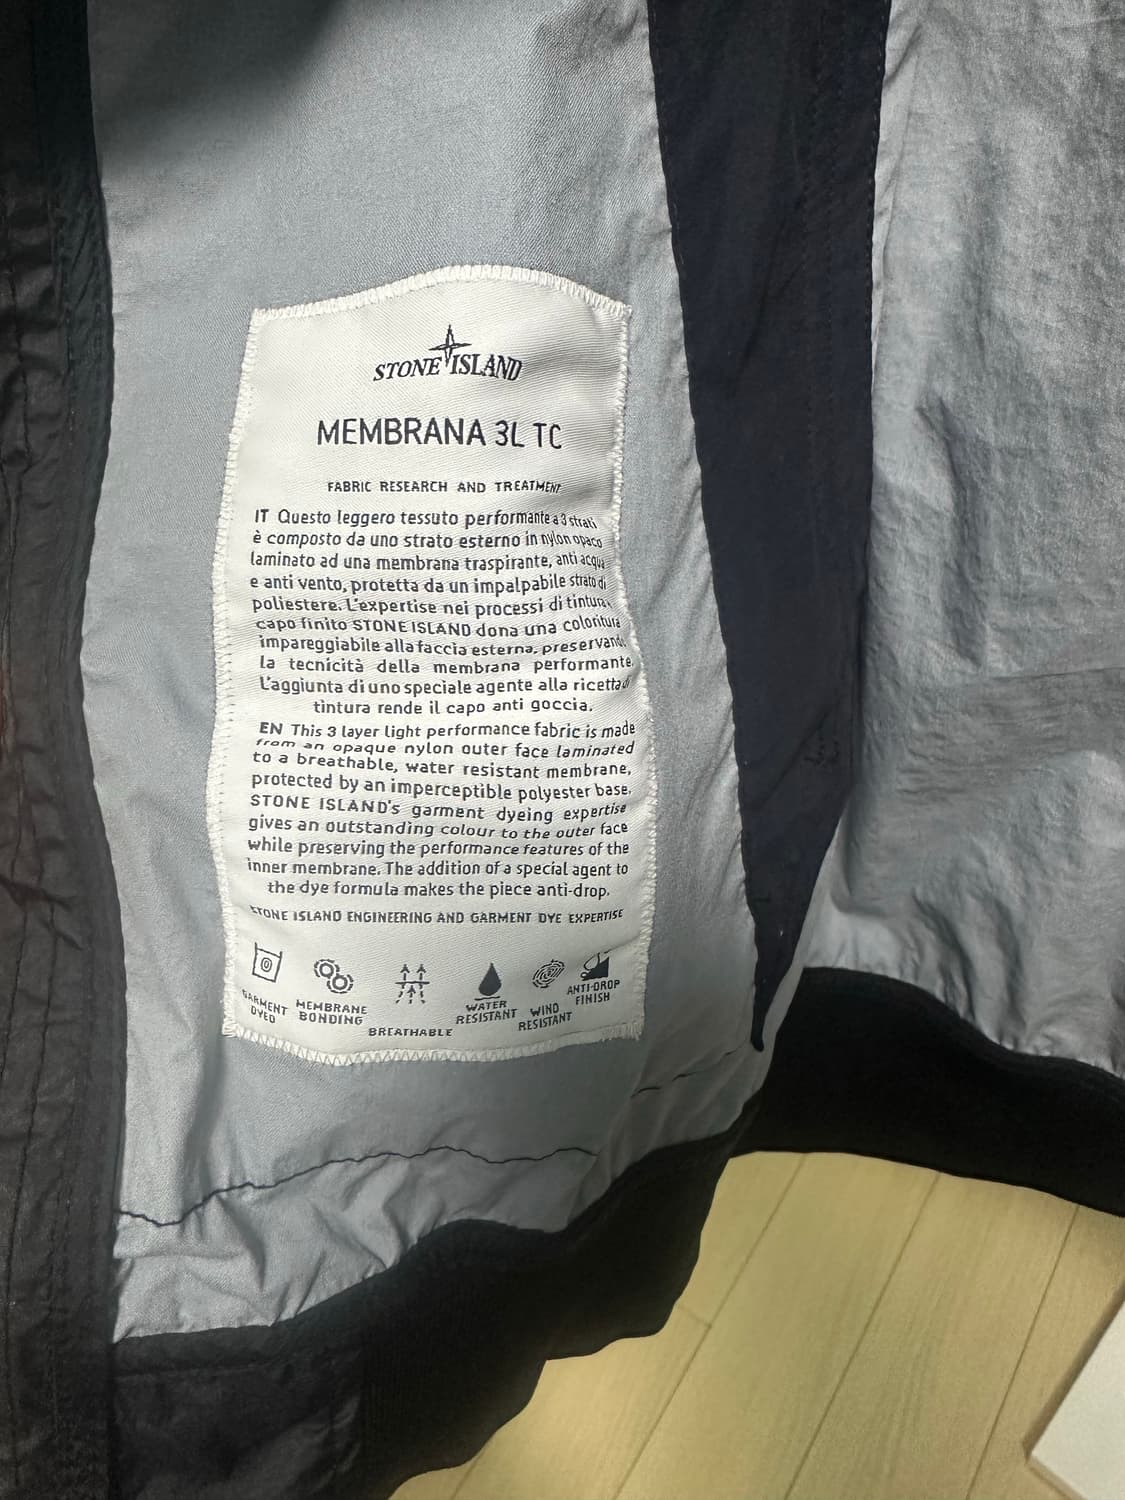 STONE ISLAND
MEMBRANA 3L TC
FABRIC RESEARCH AND TREATMENT
IT Questo leggero tessuto performante a 3 strati
è composto da uno strato esterno in nylon opaco
laminato ad una membrana traspirante, anti acqua
e anti vento, protetta da un impalpabile strato di
poliestere. L'expertise nei processi di tintura
capo finito STONE ISLAND dona una coloritura
impareggiabile alla faccia esterna, preservando
la tecnicità della membrana performante.
L'aggiunta di uno speciale agente alla ricetta di
tintura rende il capo anti goccia.
EN This 3 layer light performance fabric is made
from an opaque nylon outer face laminated
to a breathable, water resistant membrane,
protected by an imperceptible polyester base.
STONE ISLAND's garment dyeing expertise
gives an outstanding colour to the outer face
while preserving the performance features of the
inner membrane. The addition of a special agent to
the dye formula makes the piece anti-drop.
STONE ISLAND ENGINEERING AND GARMENT DYE EXPERTISE
GARMENT
DYED
MEMBRANE
BONDING
BREATHABLE
WATER
RESISTANT
WIND
RESISTANT
ANTI-DROP
FINISH